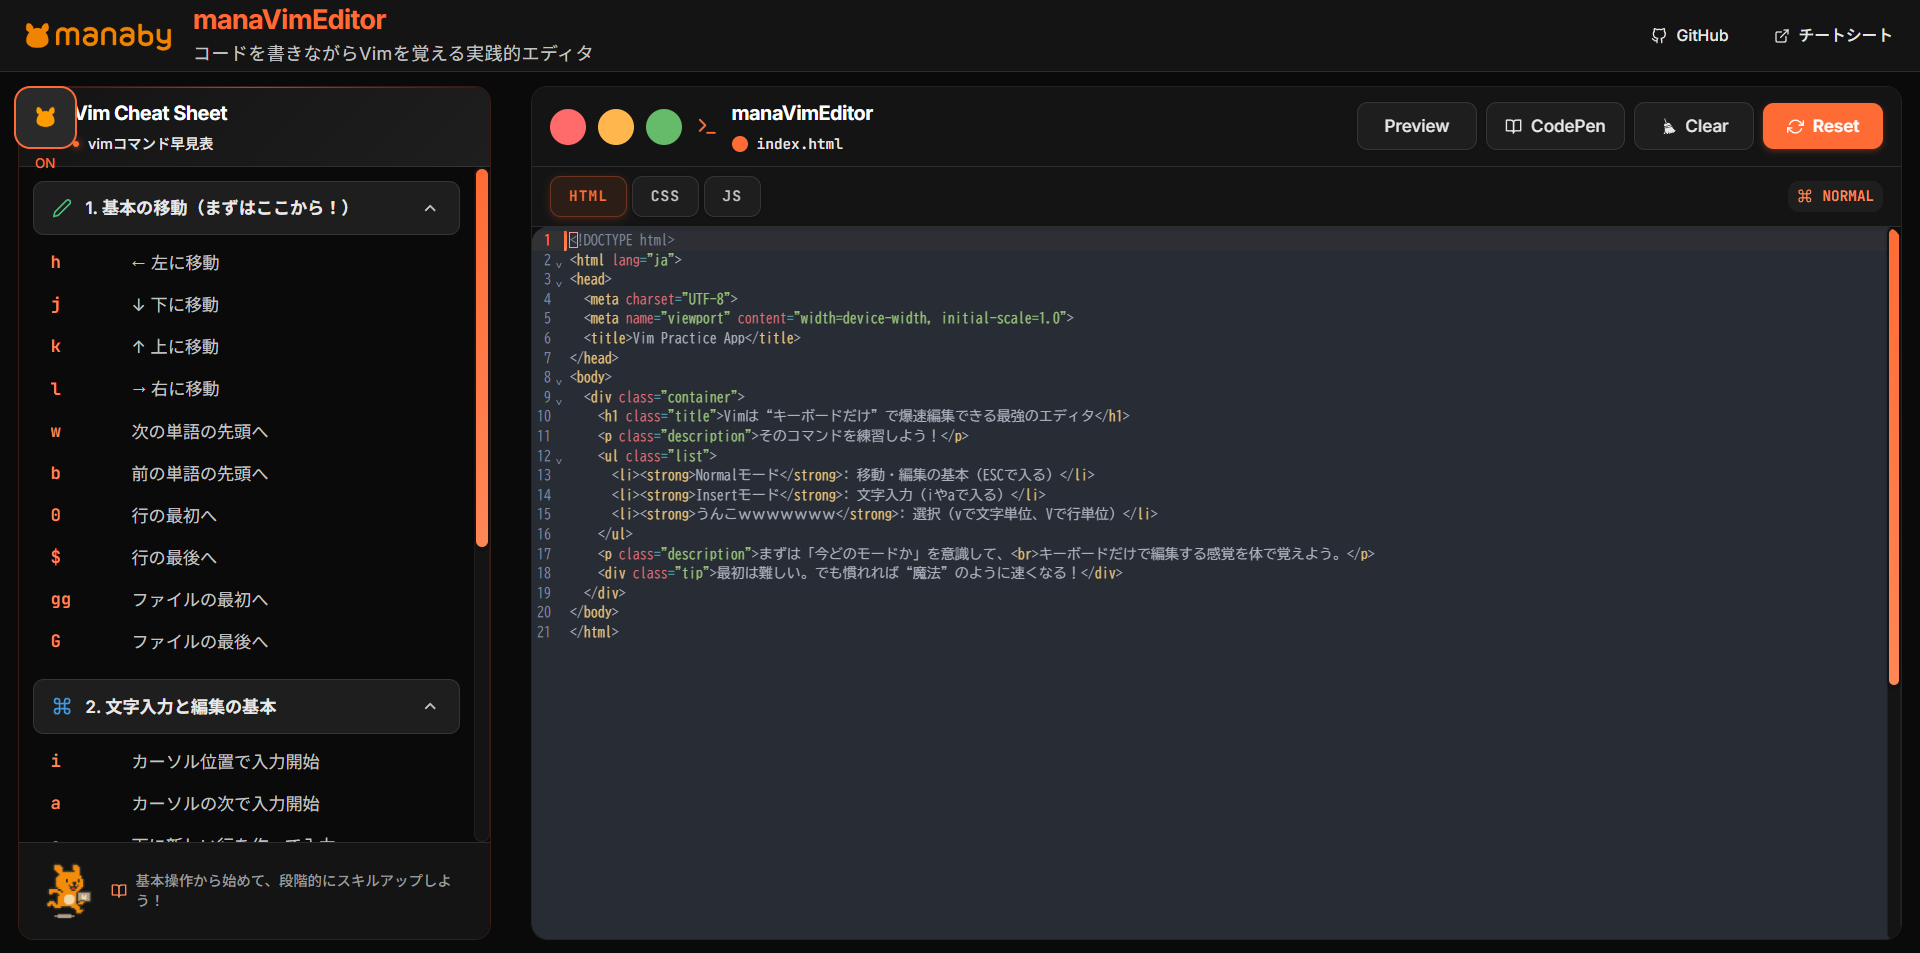 manaby
manaVimEditor
コードを書きながらVimを覚える実践的エディタ
GitHub
チートシート
Vim Cheat Sheet
vimコマンド早見表
ON
1. 基本の移動（まずはここから！）
h ← 左に移動
j ↓ 下に移動
k ↑ 上に移動
l → 右に移動
w 次の単語の先頭へ
b 前の単語の先頭へ
0 行の最初へ
$ 行の最後へ
gg ファイルの最初へ
G ファイルの最後へ
2. 文字入力と編集の基本
i カーソル位置で入力開始
a カーソルの次で入力開始
基本操作から始めて、段階的にスキルアップしよ
う！
manaVimEditor
index.html
Preview
CodePen
Clear
Reset
HTML
CSS
JS
NORMAL
1 <!DOCTYPE html>
2 <html lang="ja">
3 <head>
4 <meta charset="UTF-8">
5 <meta name="viewport" content="width=device-width, initial-scale=1.0">
6 <title>Vim Practice App</title>
7 </head>
8 <body>
9 <div class="container">
10 <h1 class="title">Vimは“キーボードだけ”で爆速編集できる最強のエディタ</h1>
11 <p class="description">そのコマンドを練習しよう！</p>
12 <ul class="list">
13 <li><strong>Normalモード</strong>: 移動・編集の基本（ESCで入る）</li>
14 <li><strong>Insertモード</strong>: 文字入力（iやaで入る）</li>
15 <li><strong>うんこｗｗｗｗｗｗｗ</strong>: 選択（vで文字単位、Vで行単位）</li>
16 </ul>
17 <p class="description">まずは「今どのモードか」を意識して、<br>キーボードだけで編集する感覚を体で覚えよう。</p>
18 <div class="tip">最初は難しい。でも慣れれば“魔法”のように速くなる！</div>
19 </div>
20 </body>
21 </html>